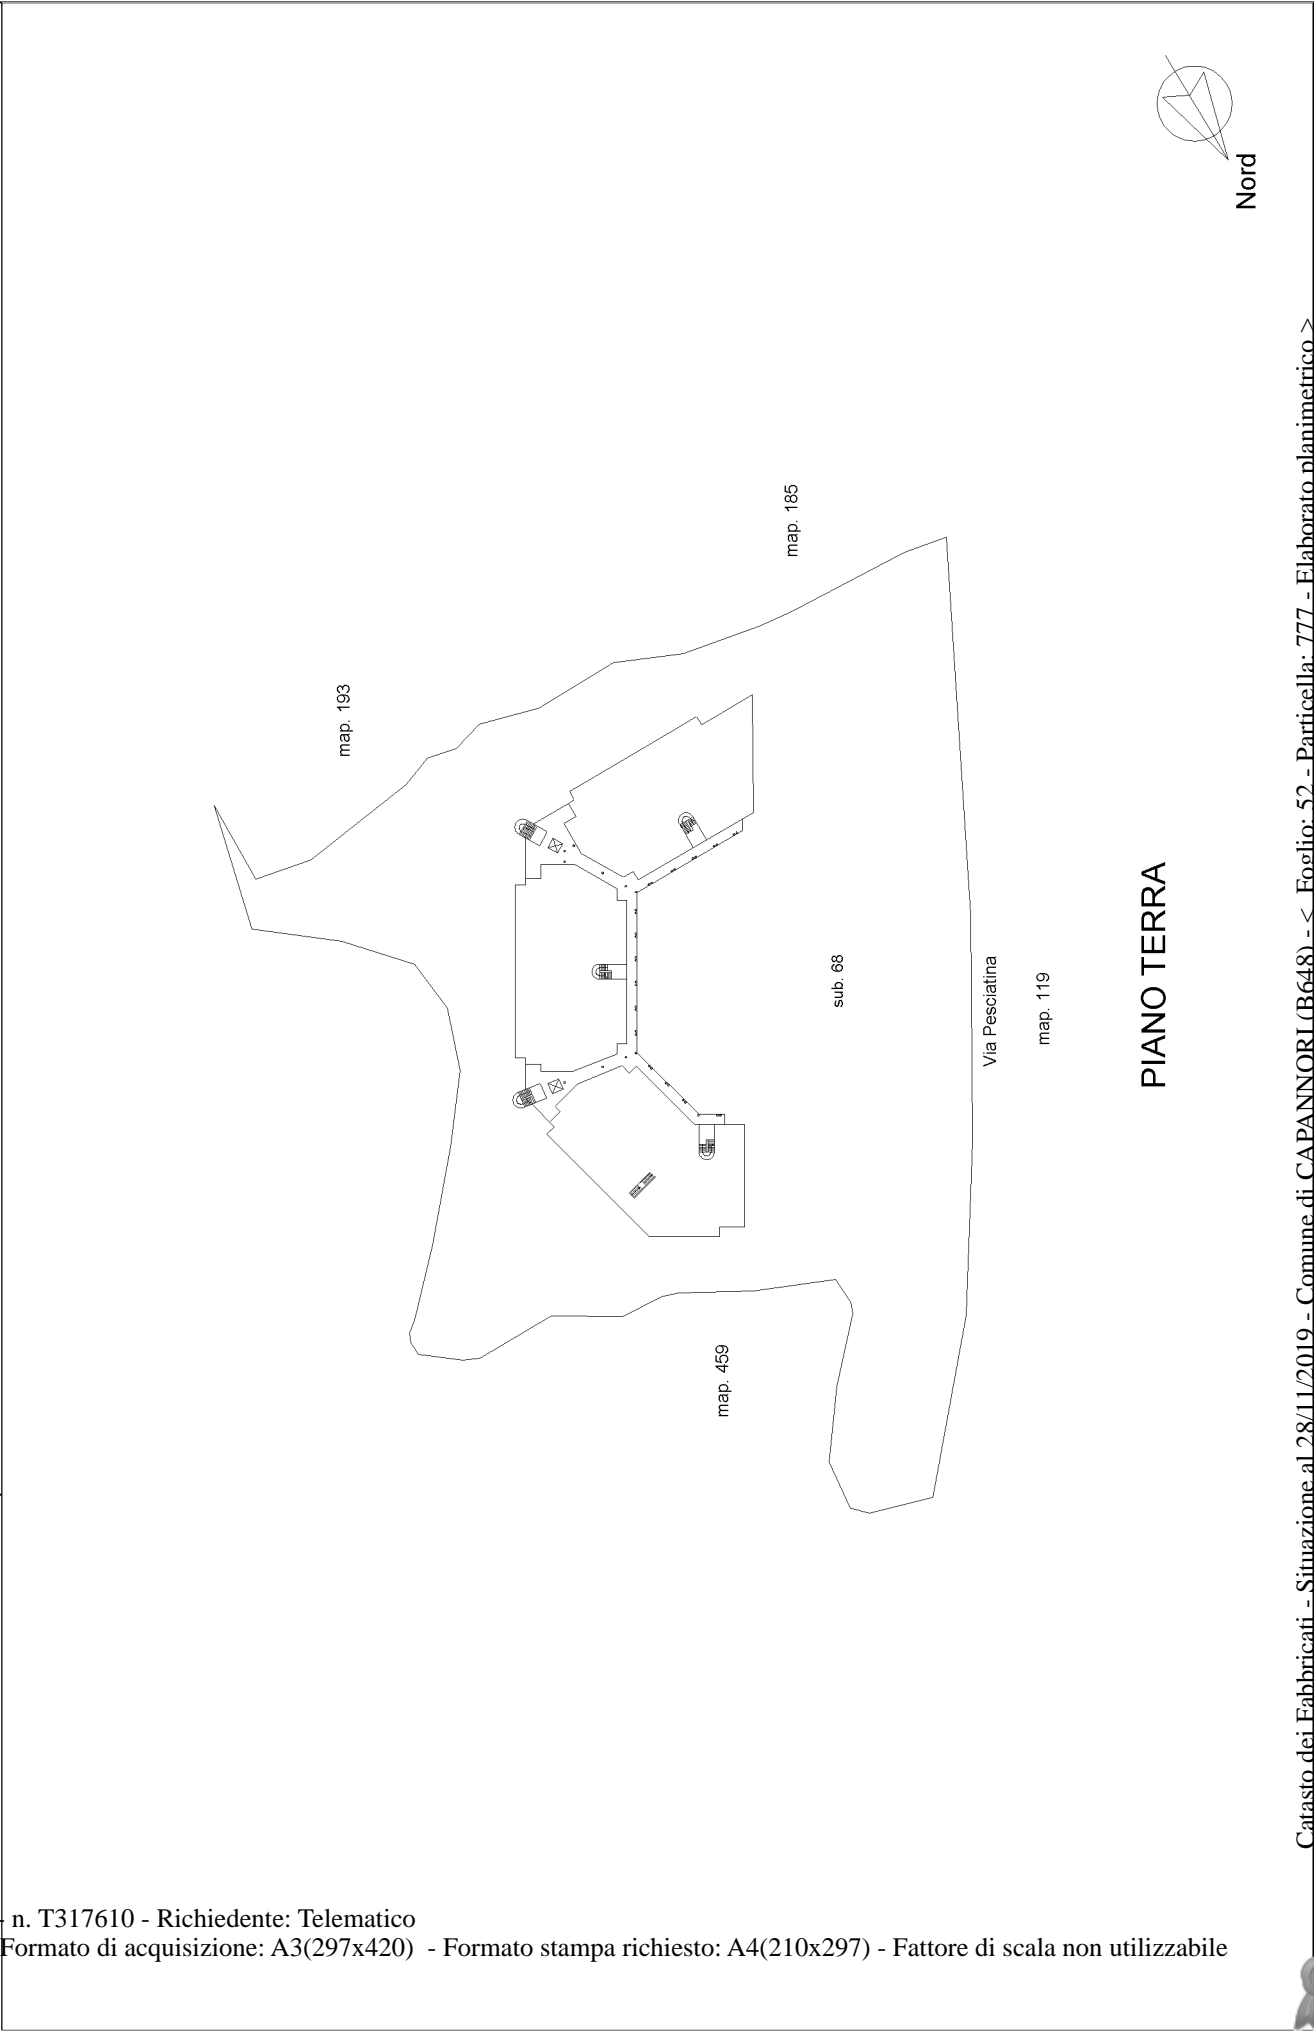 Nord
map. 185
map. 193
sub. 68
Via Pesciatina
map. 119
PIANO TERRA
map. 459
Catasto dei Fabbricati - Situazione al 28/11/2019 - Comune di CAPANNORI (B648) - < Foglio: 52 - Particella: 777 - Elaborato planimetrico >
n. T317610 - Richiedente: Telematico
Formato di acquisizione: A3(297x420) - Formato stampa richiesto: A4(210x297) - Fattore di scala non utilizzabile